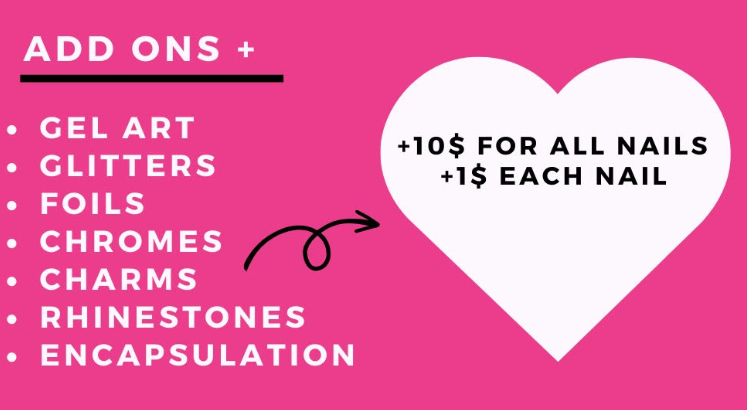 ADD ONS +
• GEL ART
• GLITTERS
• FOILS
• CHROMES
• CHARMS
• RHINESTONES
• ENCAPSULATION
+10$ FOR ALL NAILS
+1$ EACH NAIL